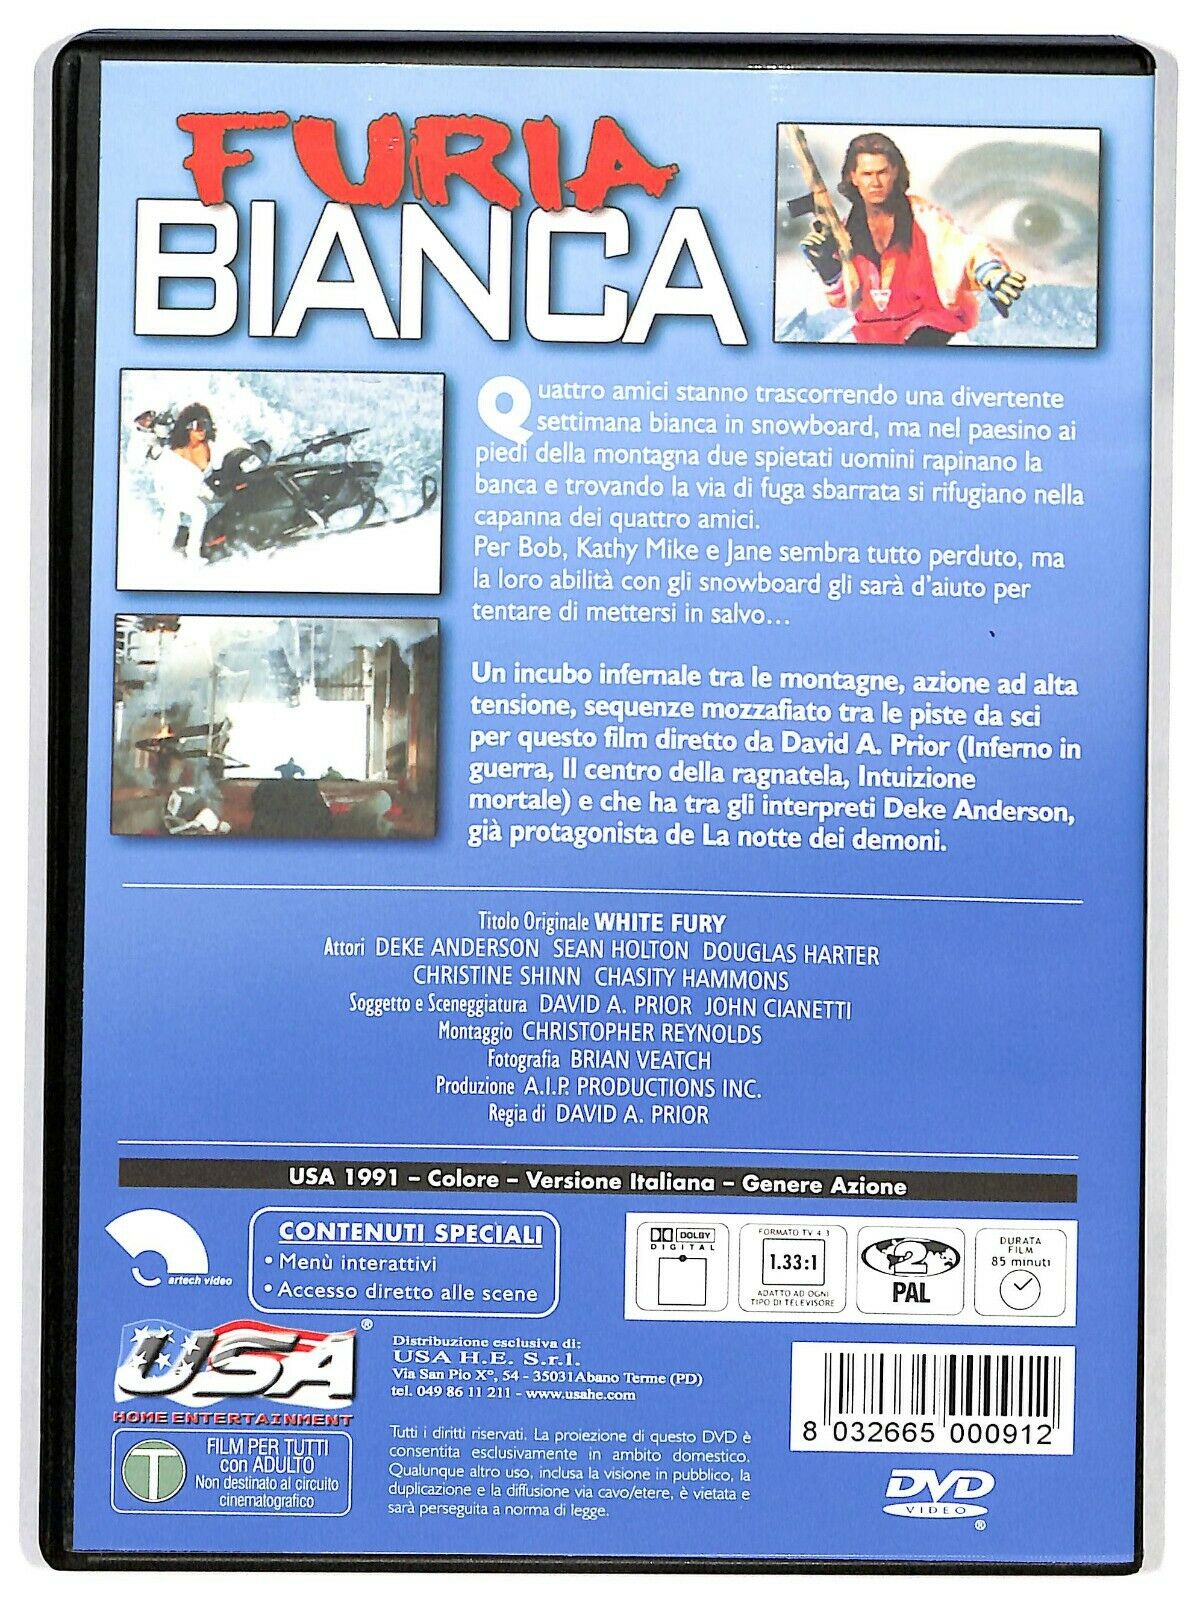 FURIA
BIANCA
Quattro amici stanno trascorrendo una divertente
settimana bianca in snowboard, ma nel paesino ai
piedi della montagna due spietati uomini rapinano la
banca e trovando la via di fuga sbarrata si rifugiano nella
capanna dei quattro amici.
Per Bob, Kathy Mike e Jane sembra tutto perduto, ma
la loro abilità con gli snowboard gli sarà d'aiuto per
tentare di mettersi in salvo...
Un incubo infernale tra le montagne, azione ad alta
tensione, sequenze mozzafiato tra le piste da sci
per questo film diretto da David A. Prior (Inferno in
guerra, Il centro della ragnatela, Intuizione
mortale) e che ha tra gli interpreti Deke Anderson,
già protagonista de La notte dei demoni.
Titolo Originale WHITE FURY
Attori DEKE ANDERSON SEAN HOLTON DOUGLAS HARTER
CHRISTINE SHINN CHASITY HAMMONS
Soggetto e Sceneggiatura DAVID A. PRIOR JOHN CIANETTI
Montaggio CHRISTOPHER REYNOLDS
Fotografia BRIAN VEATCH
Produzione A.I.P. PRODUCTIONS INC.
Regia di DAVID A. PRIOR
USA 1991 – Colore – Versione Italiana – Genere Azione
artech video
CONTENUTI SPECIALI
• Menù interattivi
• Accesso diretto alle scene
DOLBY
DIGITAL
FORMATO TV 4:3
1.33:1
ADATTO AD OGNI
TIPO DI TELEVISORE
2
PAL
DURATA
FILM
85 minuti
USA®
HOME ENTERTAINMENT
Distribuzione esclusiva di:
USA H.E. S.r.l.
Via San Pio X°, 54 - 35031Abano Terme (PD)
tel. 049 86 11 211 - www.usahe.com
T
FILM PER TUTTI
con ADULTO
Non destinato al circuito
cinematografico
Tutti i diritti riservati. La proiezione di questo DVD è
consentita esclusivamente in ambito domestico.
Qualunque altro uso, inclusa la visione in pubblico, la
duplicazione e la diffusione via cavo/etere, è vietata e
sarà perseguita a norma di legge.
8 032665 000912
DVD
VIDEO
®